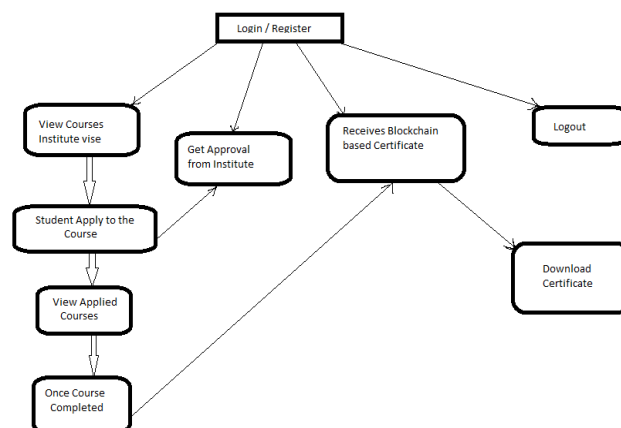 Login / Register
View Courses
Institute vise
Get Approval
from Institute
Receives Blockchain
based Certificate
Logout
Student Apply to the
Course
Download
Certificate
View Applied
Courses
Once Course
Completed